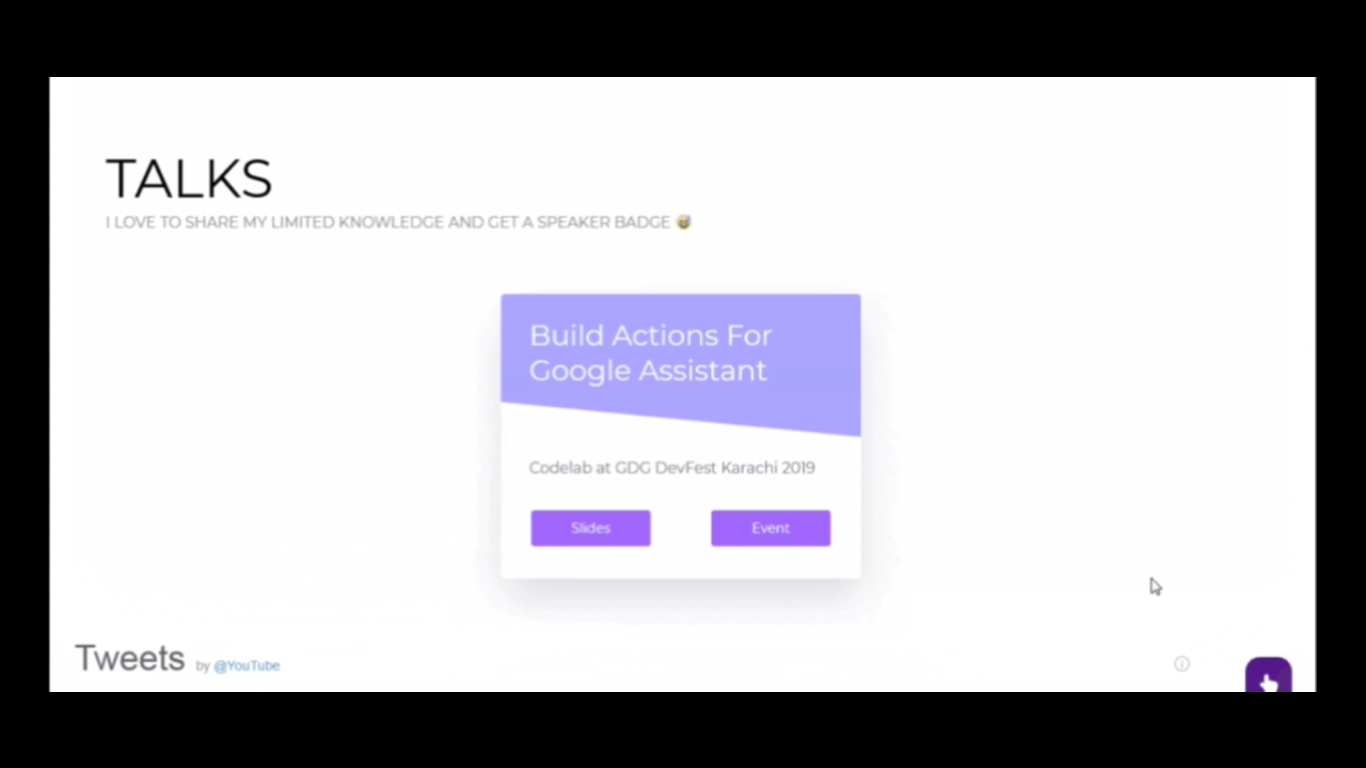 TALKS
I LOVE TO SHARE MY LIMITED KNOWLEDGE AND GET A SPEAKER BADGE 😅
Build Actions For
Google Assistant
Codelab at GDG DevFest Karachi 2019
Slides Event
Tweets by @YouTube